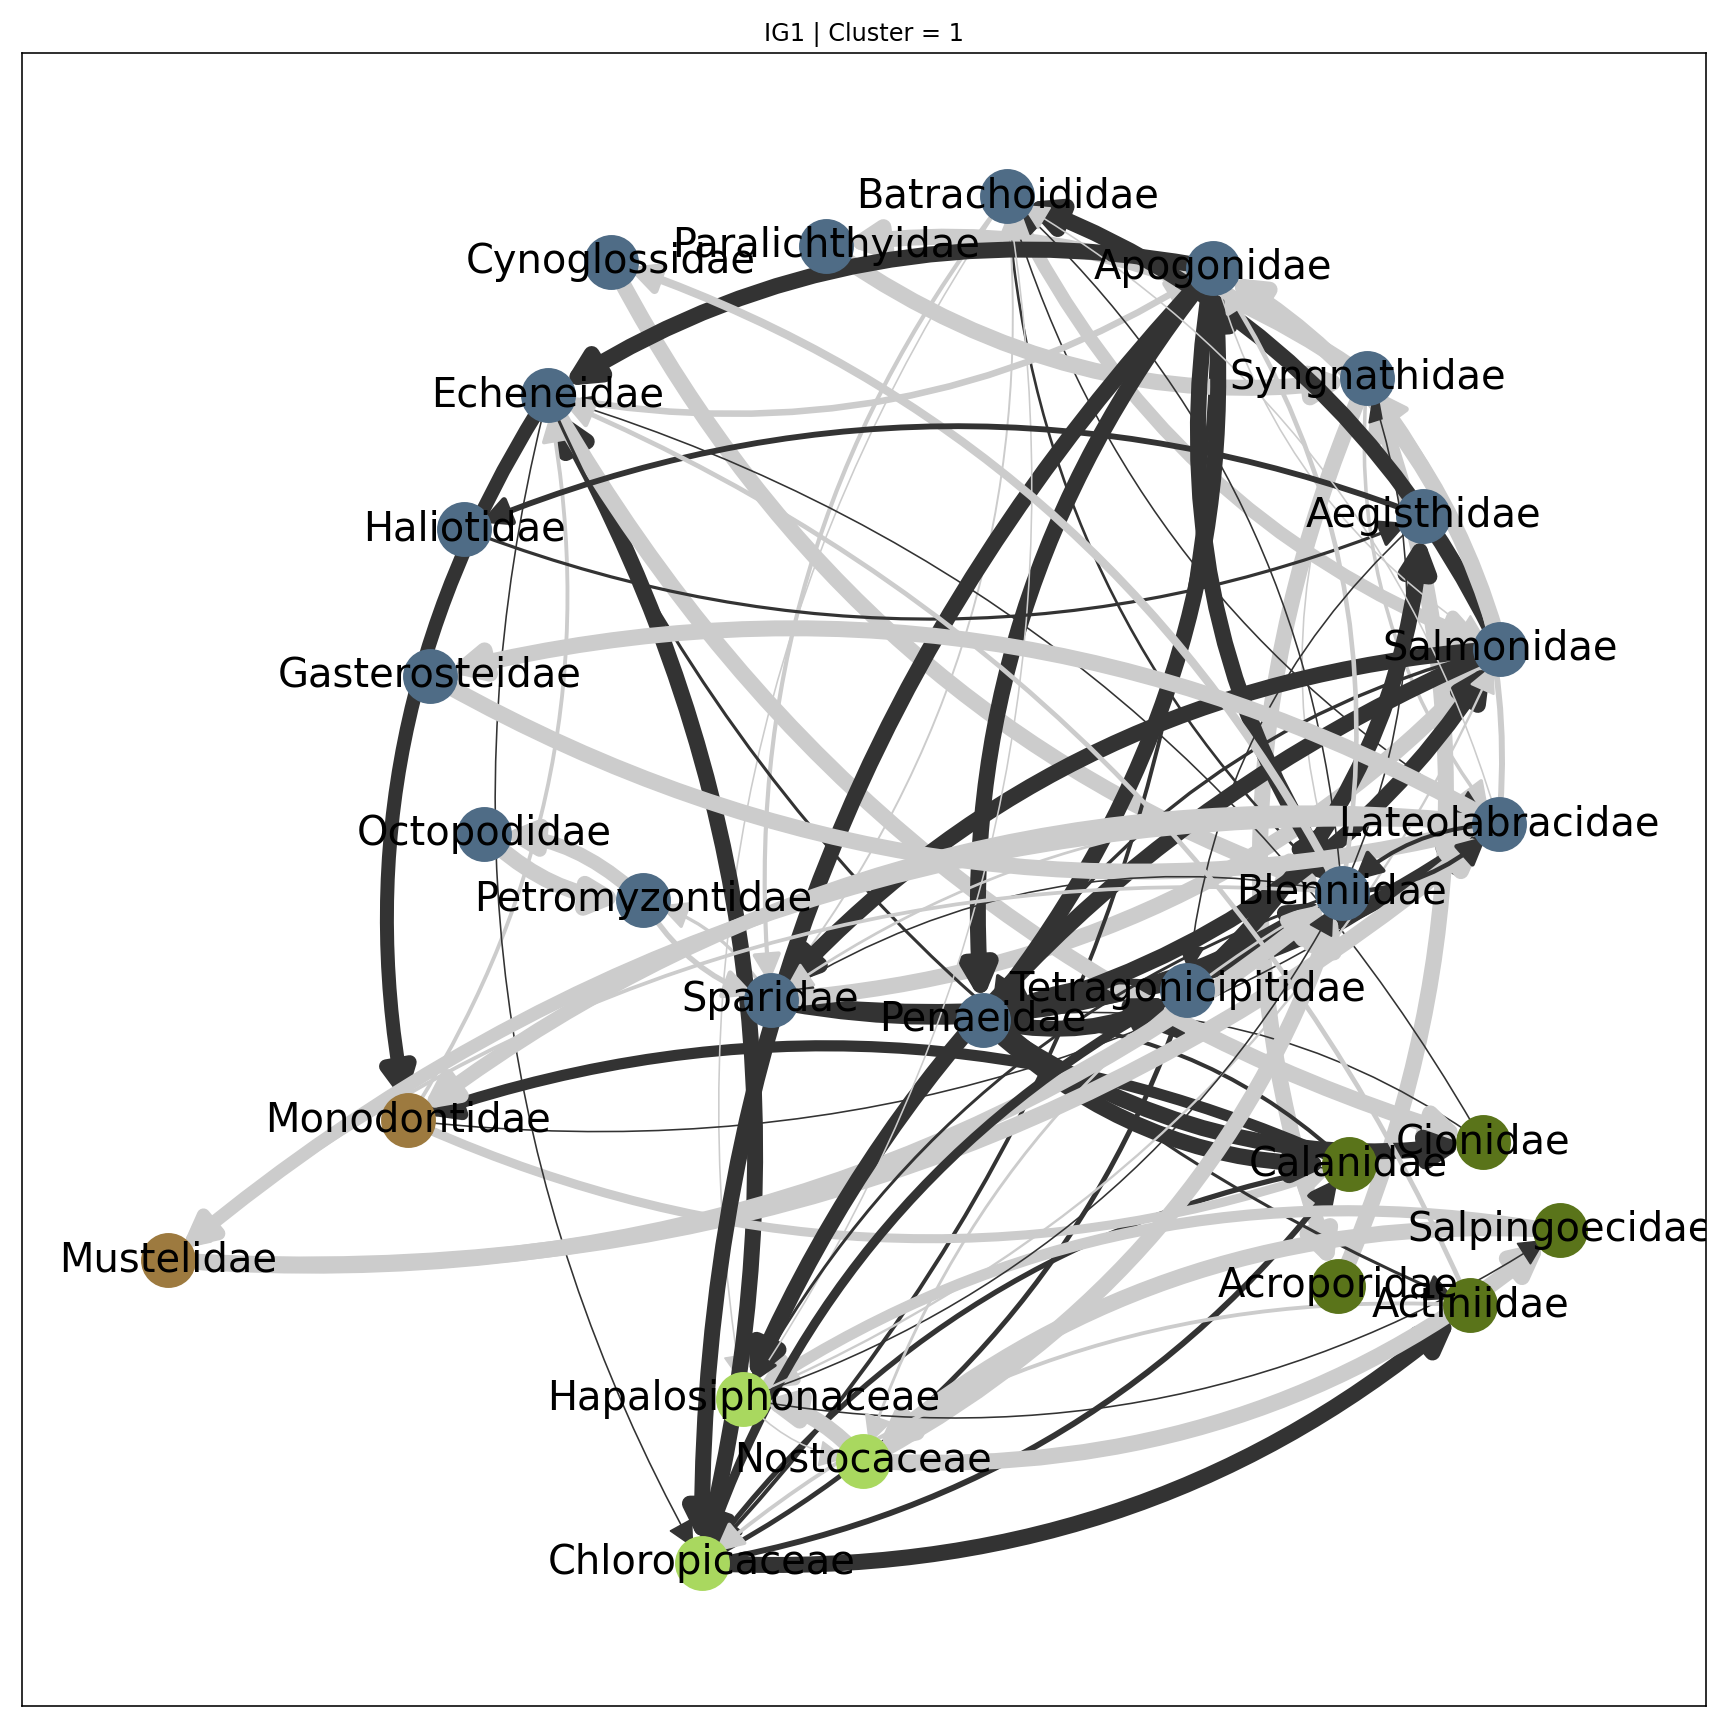 IG1 | Cluster = 1
Batrachoididae
Paralichthyidae
Cynoglossidae
Apogonidae
Syngnathidae
Echeneidae
Aegisthidae
Haliotidae
Salmonidae
Gasterosteidae
Lateolabracidae
Octopodidae
Blenniidae
Petromyzontidae
Tetragonicipitidae
Sparidae
Penaeidae
Monodontidae
Cionidae
Calanidae
Salpingoecidae
Mustelidae
Acroporidae
Actiniidae
Hapalosiphonaceae
Nostocaceae
Chloropicaceae